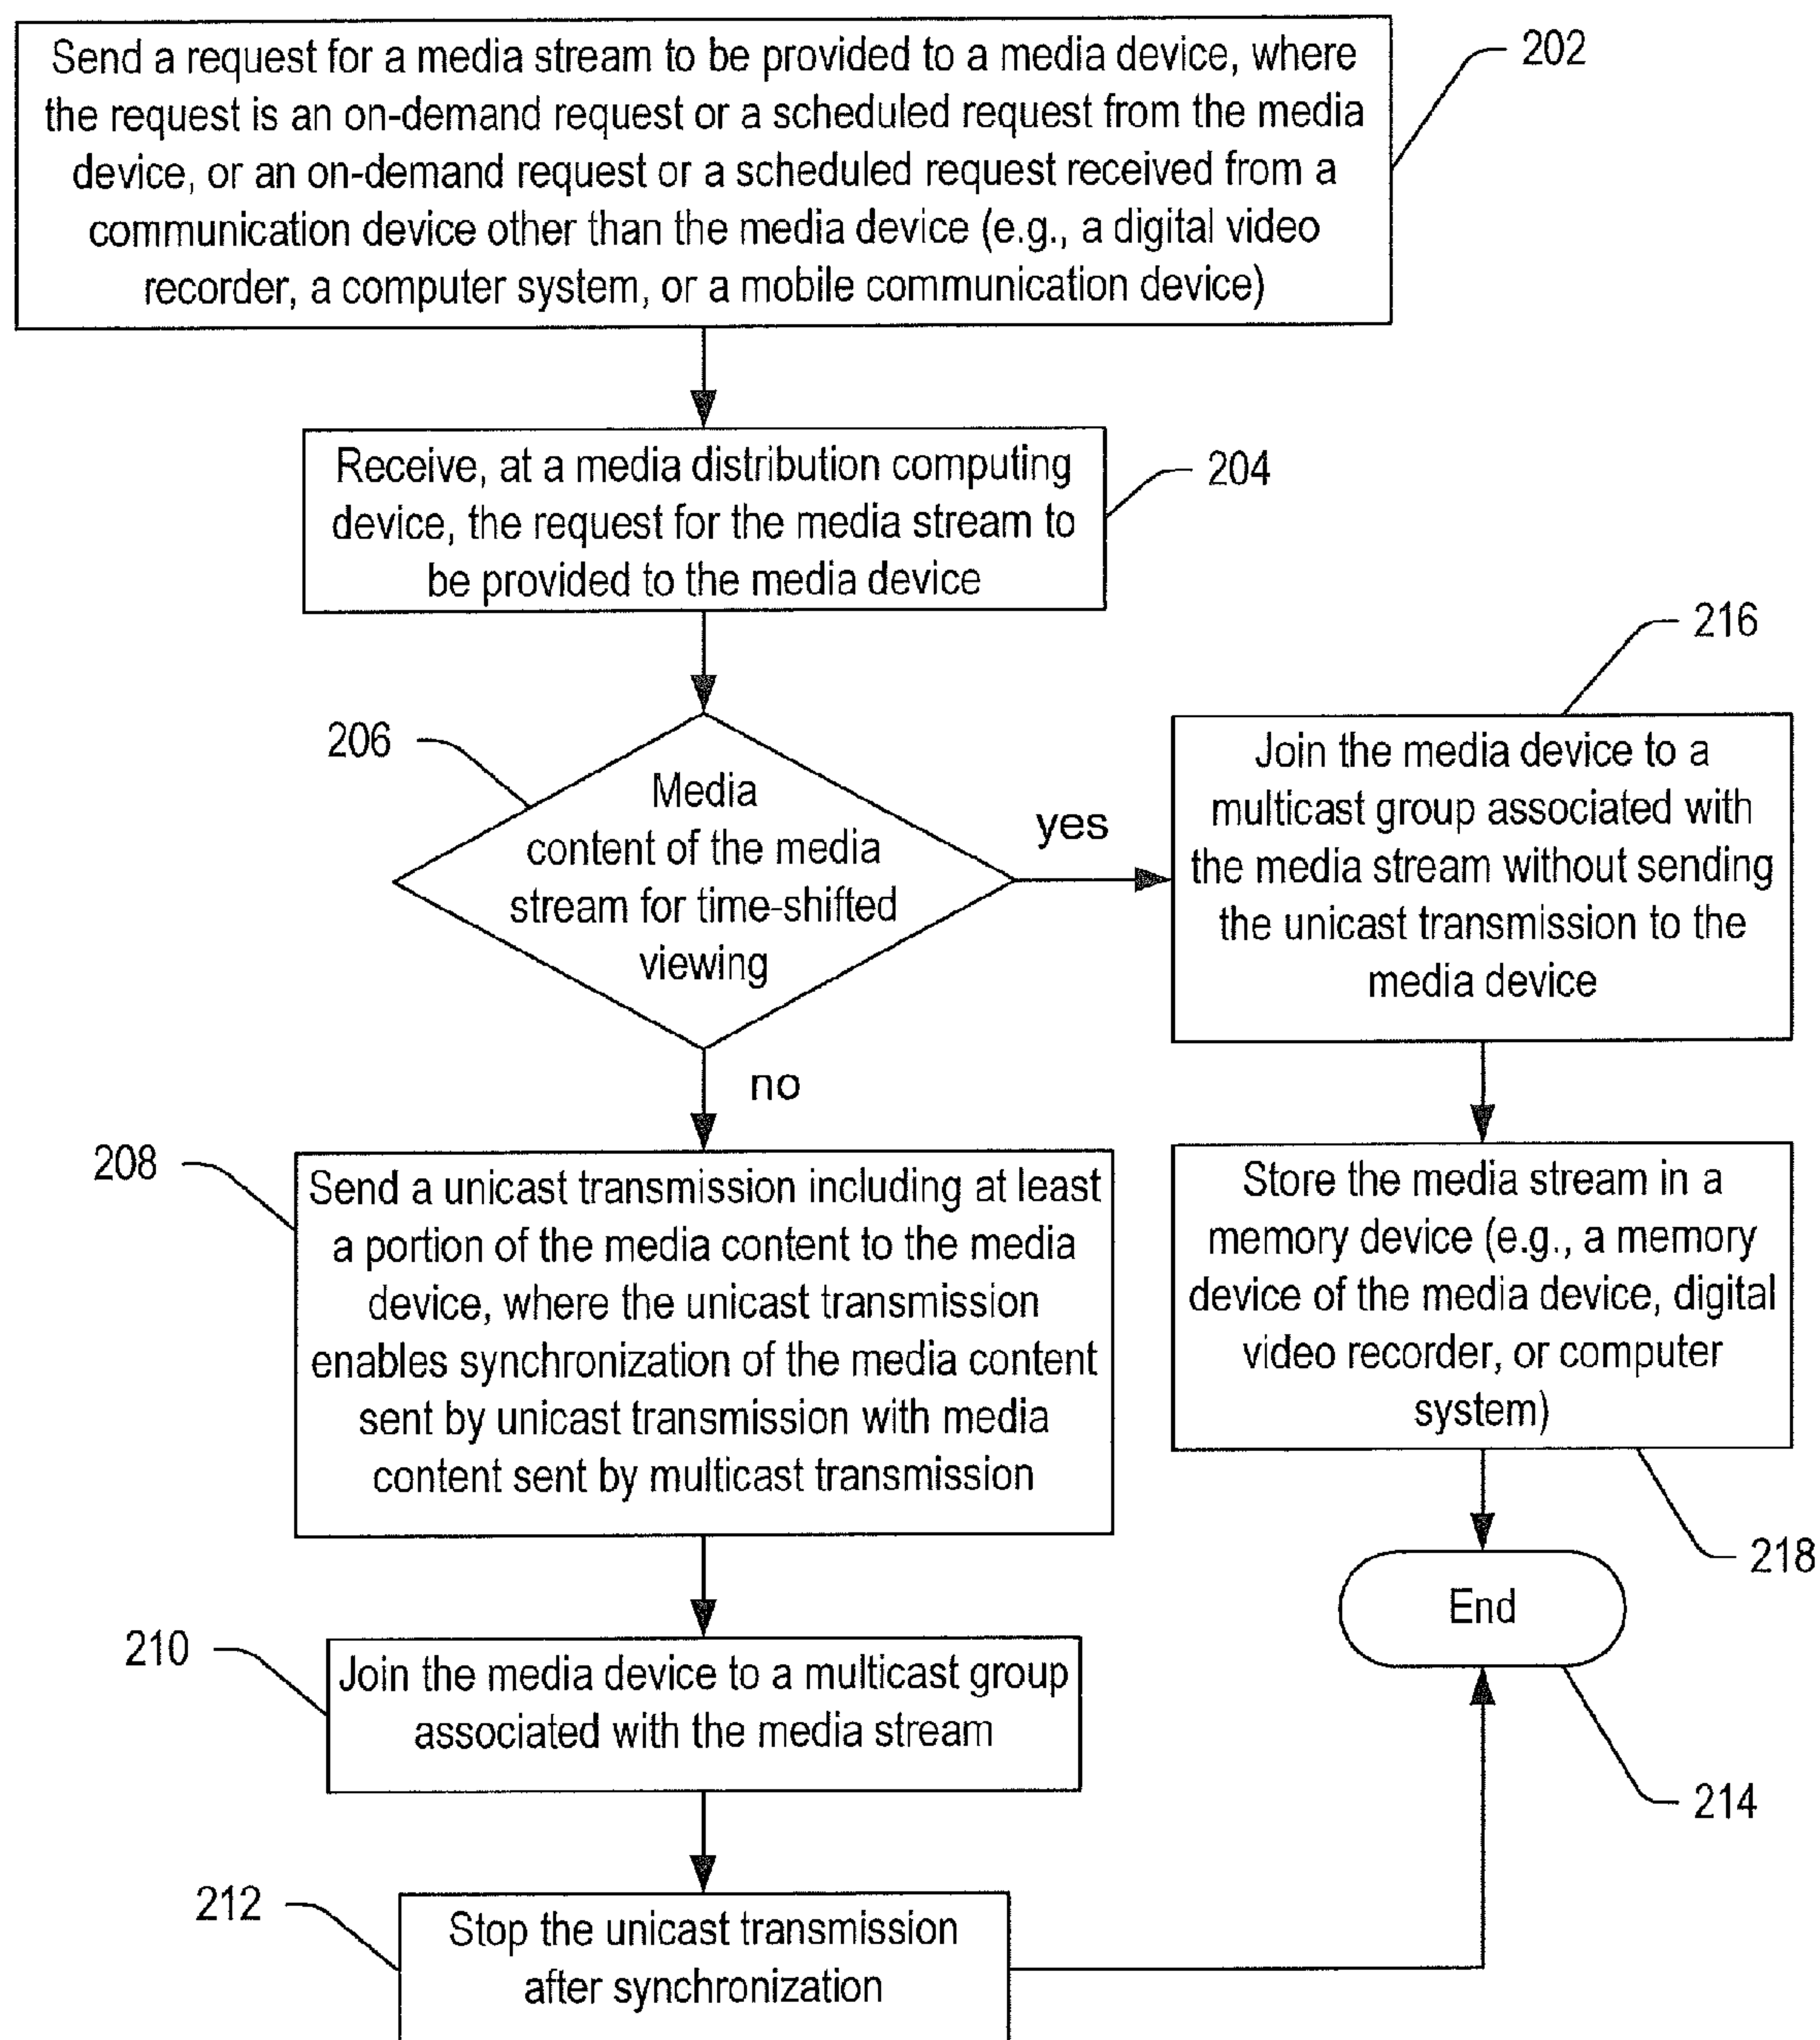 Send a request for a media stream to be provided to a media device, where
the request is an on-demand request or a scheduled request from the media
device, or an on-demand request or a scheduled request received from a
communication device other than the media device (e.g., a digital video
recorder, a computer system, or a mobile communication device)
202
Receive, at a media distribution computing
device, the request for the media stream to
be provided to the media device
204
206
Media
content of the media
stream for time-shifted
viewing
yes
no
216
Join the media device to a
multicast group associated with
the media stream without sending
the unicast transmission to the
media device
208
Send a unicast transmission including at least
a portion of the media content to the media
device, where the unicast transmission
enables synchronization of the media content
sent by unicast transmission with media
content sent by multicast transmission
Store the media stream in a
memory device (e.g., a memory
device of the media device, digital
video recorder, or computer
system)
218
210
Join the media device to a multicast group
associated with the media stream
End
214
212
Stop the unicast transmission
after synchronization